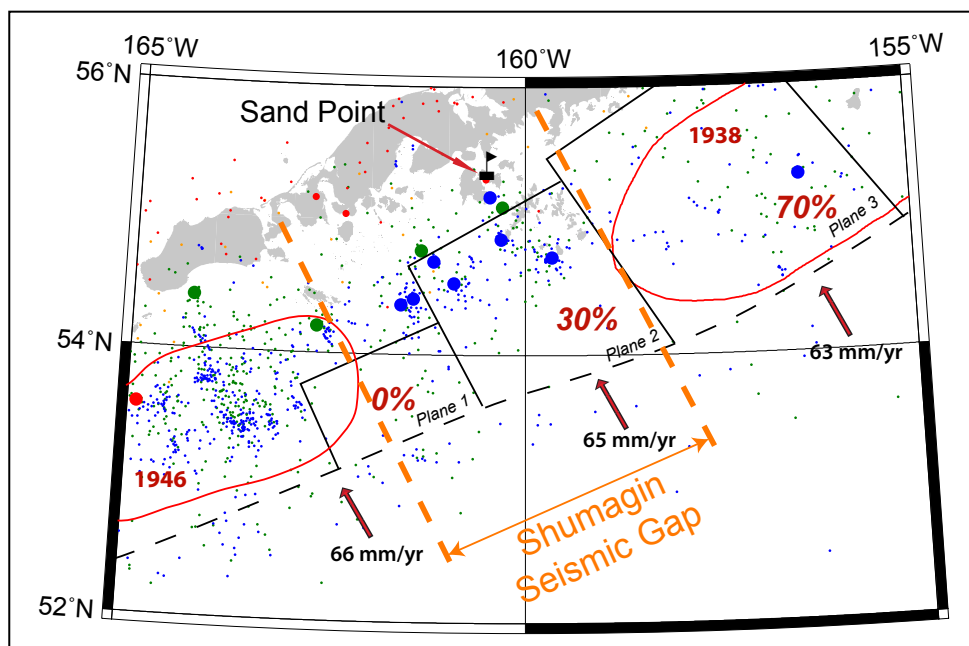 165°W
160°W
155°W
56°N
Sand Point
1938
70%
Plane 3
30%
54°N
Plane 2
63 mm/yr
0%
Plane 1
65 mm/yr
1946
66 mm/yr
Shumagin
Seismic Gap
52°N